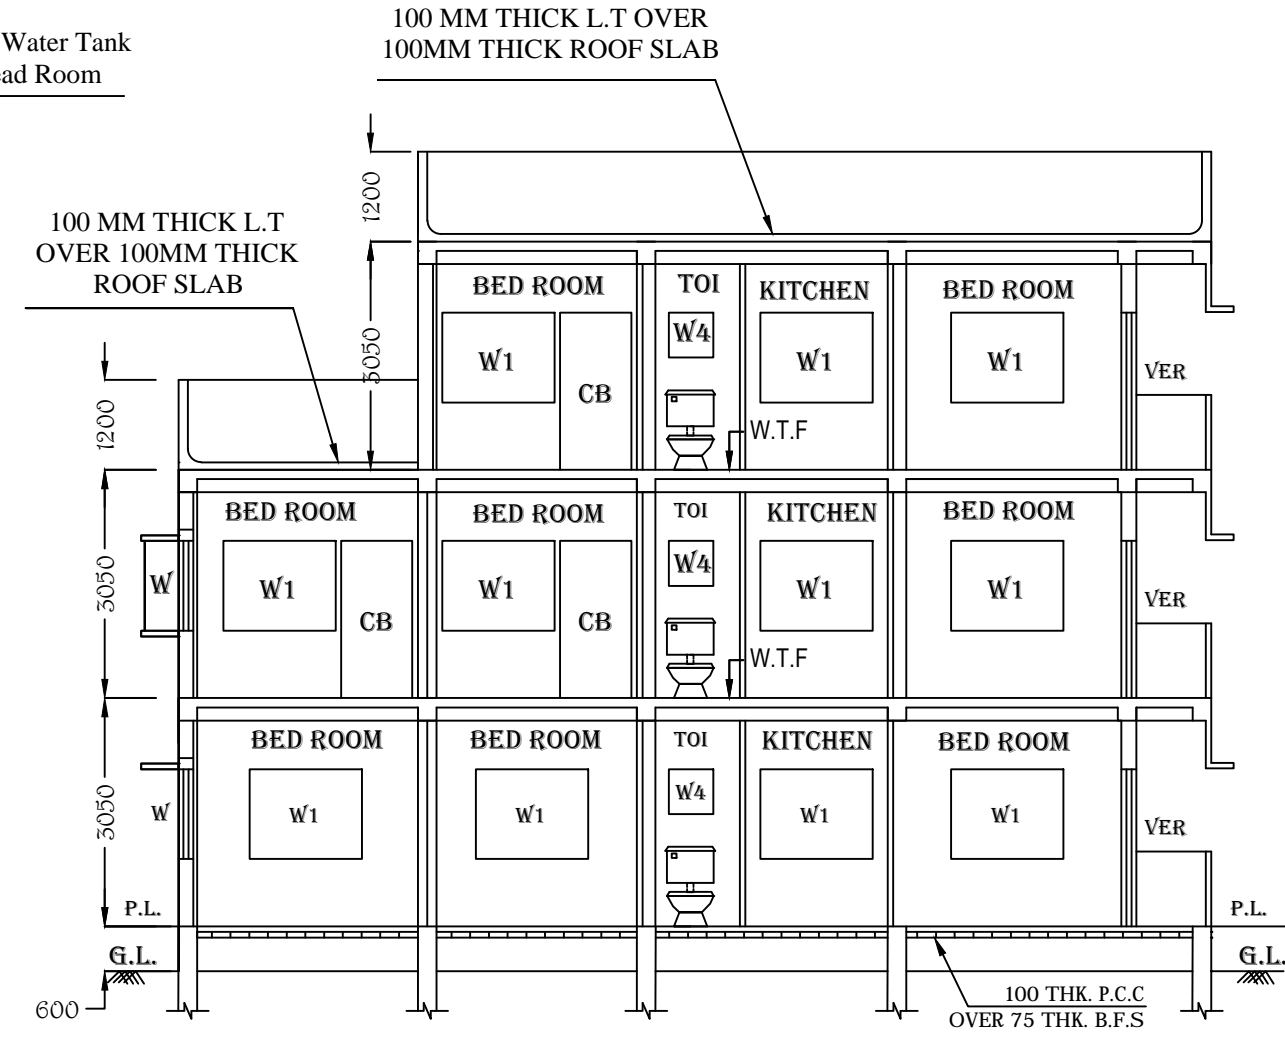 100 MM THICK L.T OVER
100MM THICK ROOF SLAB
Water Tank
Room
1200
100 MM THICK L.T
OVER 100MM THICK
ROOF SLAB
3050
BED ROOM
TOI
KITCHEN
BED ROOM
W1
CB
W4
W1
W1
VER
1200
W.T.F
BED ROOM
BED ROOM
TOI
KITCHEN
BED ROOM
3050
W
W1
CB
W1
CB
W4
W1
W1
VER
W.T.F
BED ROOM
BED ROOM
TOI
KITCHEN
BED ROOM
3050
W
W1
W1
W4
W1
W1
VER
P.L.
P.L.
G.L.
G.L.
600
100 THK. P.C.C
OVER 75 THK. B.F.S